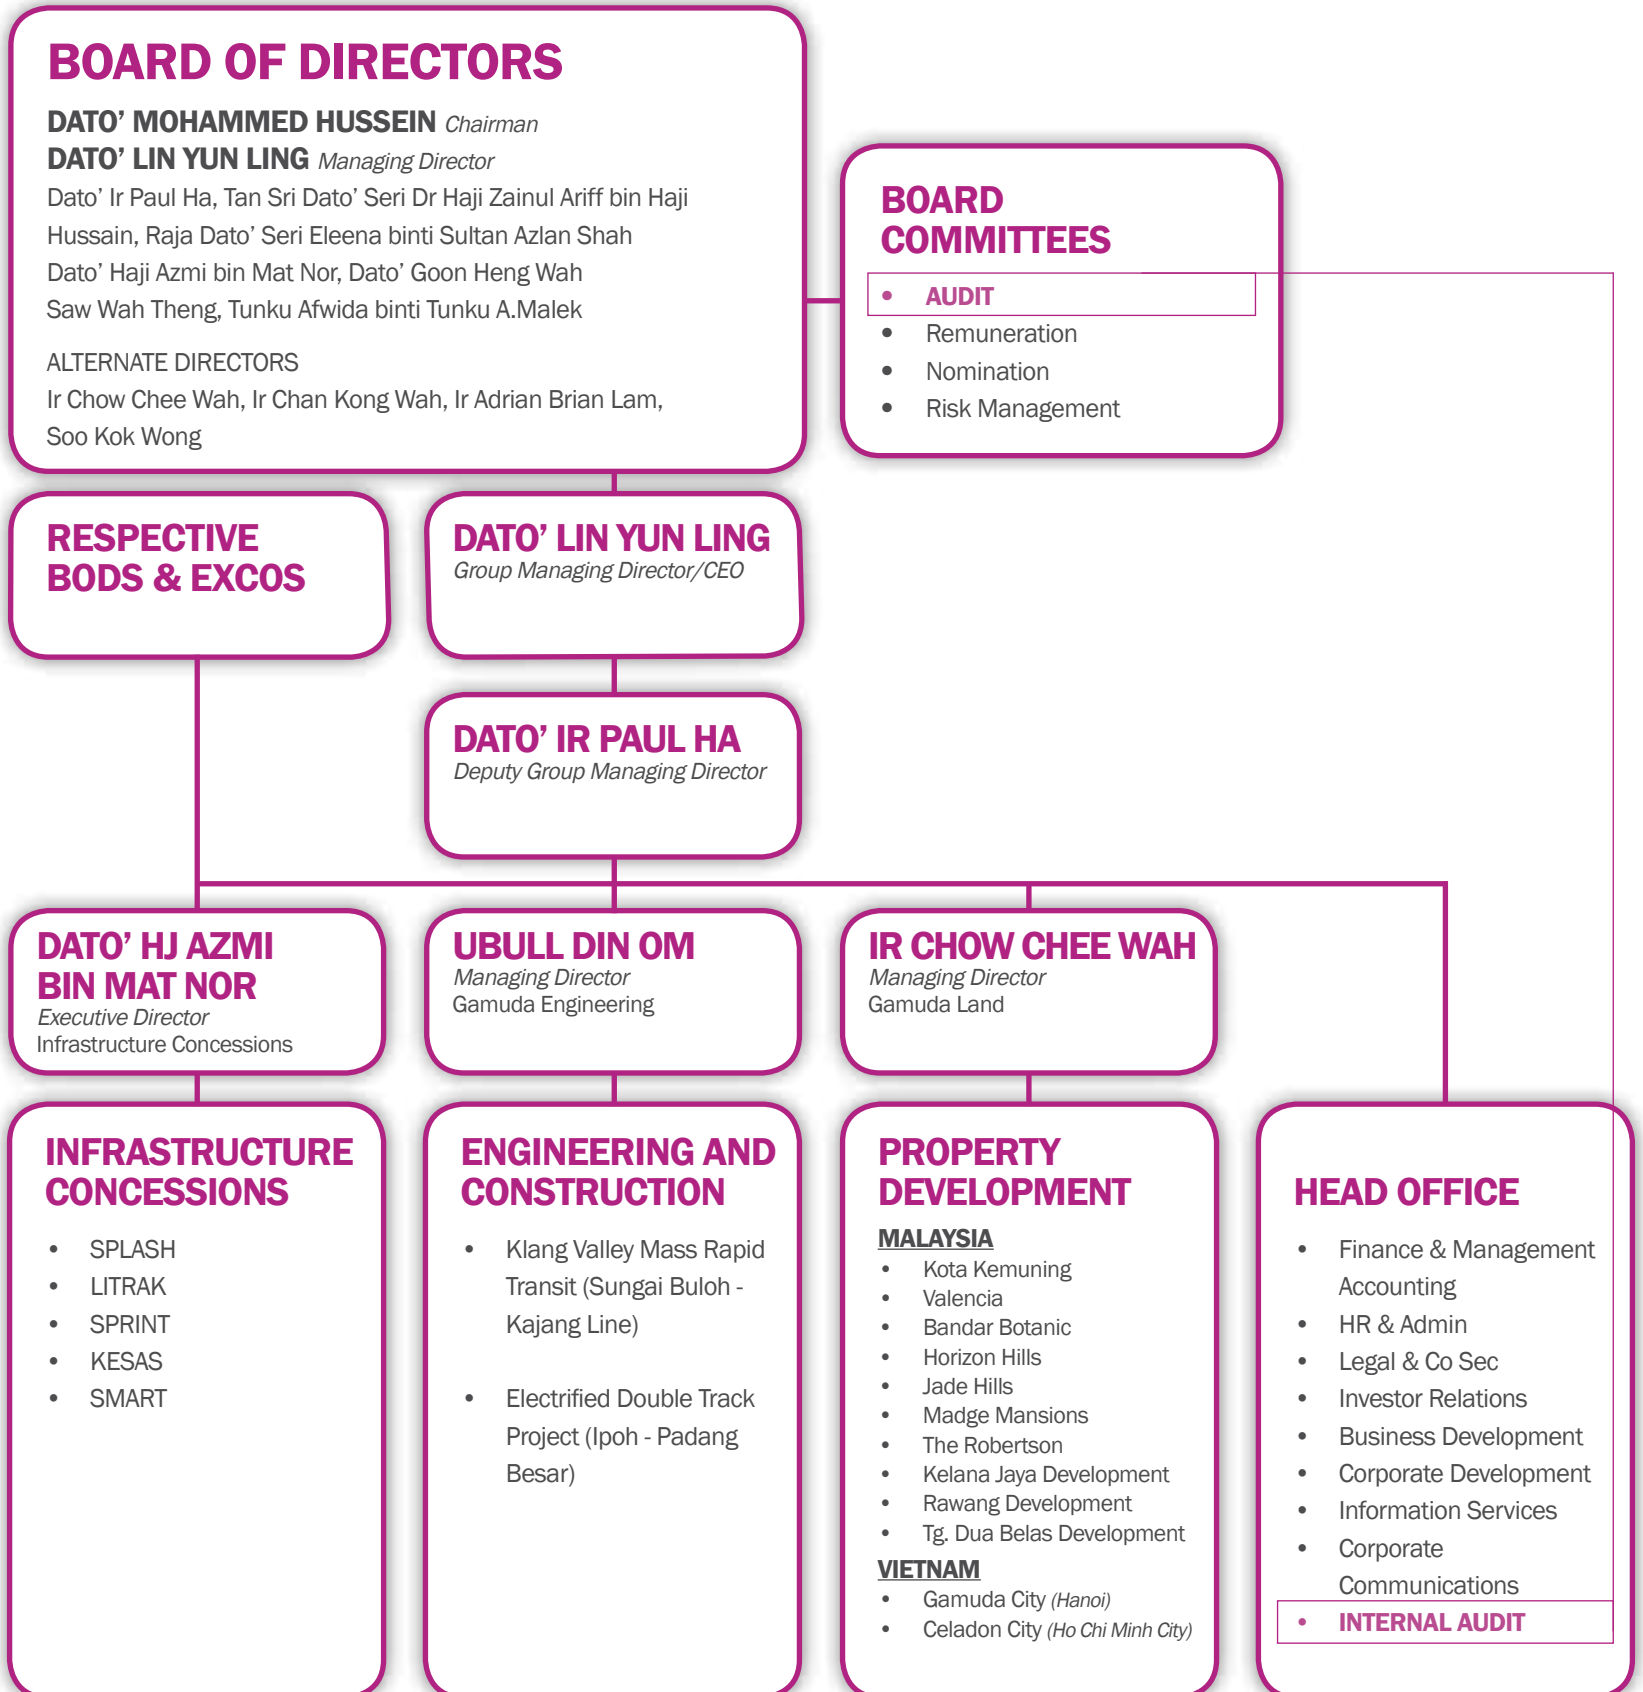 BOARD OF DIRECTORS
DATO’ MOHAMMED HUSSEIN Chairman
DATO’ LIN YUN LING Managing Director
Dato’ Ir Paul Ha, Tan Sri Dato’ Seri Dr Haji Zainul Ariff bin Haji
Hussain, Raja Dato’ Seri Eleena binti Sultan Azlan Shah
Dato’ Haji Azmi bin Mat Nor, Dato’ Goon Heng Wah
Saw Wah Theng, Tunku Afwida binti Tunku A.Malek
ALTERNATE DIRECTORS
Ir Chow Chee Wah, Ir Chan Kong Wah, Ir Adrian Brian Lam,
Soo Kok Wong
BOARD
COMMITTEES
• AUDIT
• Remuneration
• Nomination
• Risk Management
RESPECTIVE
BODS & EXCOS
DATO’ LIN YUN LING
Group Managing Director/CEO
DATO’ IR PAUL HA
Deputy Group Managing Director
DATO’ HJ AZMI
BIN MAT NOR
Executive Director
Infrastructure Concessions
UBULL DIN OM
Managing Director
Gamuda Engineering
IR CHOW CHEE WAH
Managing Director
Gamuda Land
INFRASTRUCTURE
CONCESSIONS
• SPLASH
• LITRAK
• SPRINT
• KESAS
• SMART
ENGINEERING AND
CONSTRUCTION
• Klang Valley Mass Rapid
Transit (Sungai Buloh -
Kajang Line)
• Electrified Double Track
Project (Ipoh - Padang
Besar)
PROPERTY
DEVELOPMENT
MALAYSIA
• Kota Kemuning
• Valencia
• Bandar Botanic
• Horizon Hills
• Jade Hills
• Madge Mansions
• The Robertson
• Kelana Jaya Development
• Rawang Development
• Tg. Dua Belas Development
VIETNAM
• Gamuda City (Hanoi)
• Celadon City (Ho Chi Minh City)
HEAD OFFICE
• Finance & Management
Accounting
• HR & Admin
• Legal & Co Sec
• Investor Relations
• Business Development
• Corporate Development
• Information Services
• Corporate
Communications
• INTERNAL AUDIT